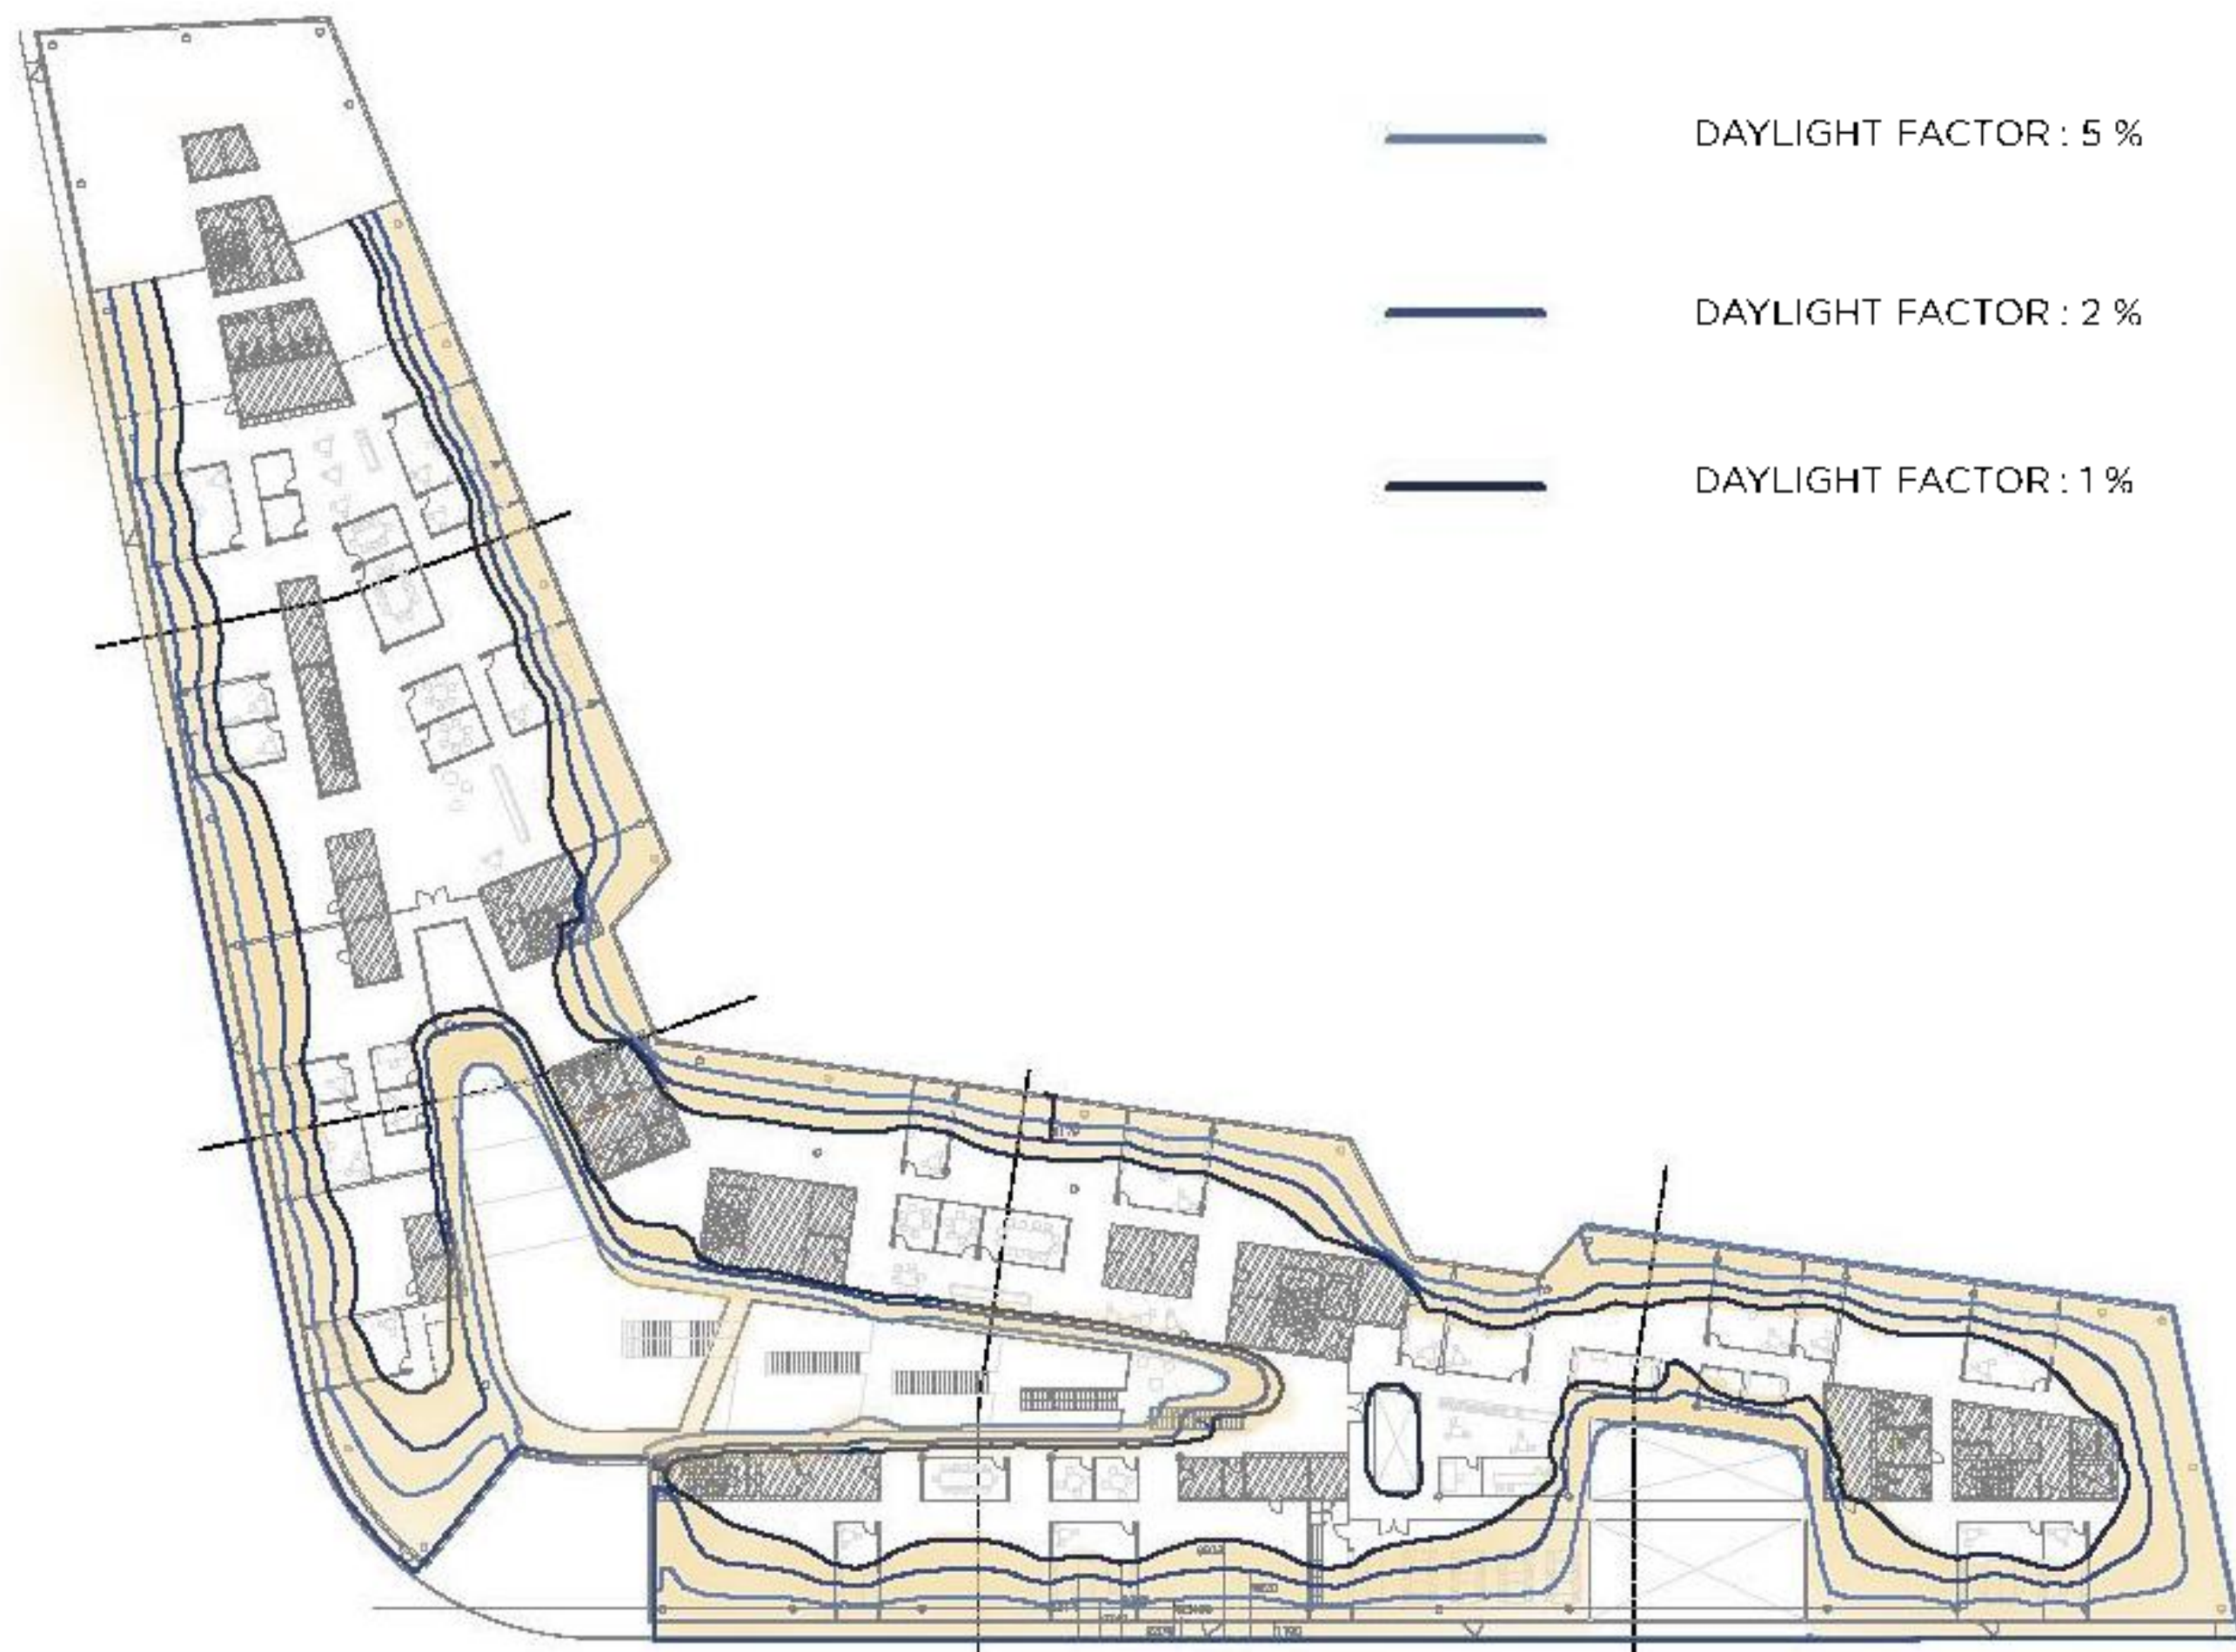 DAYLIGHT FACTOR : 5 %
DAYLIGHT FACTOR : 2 %
DAYLIGHT FACTOR : 1 %